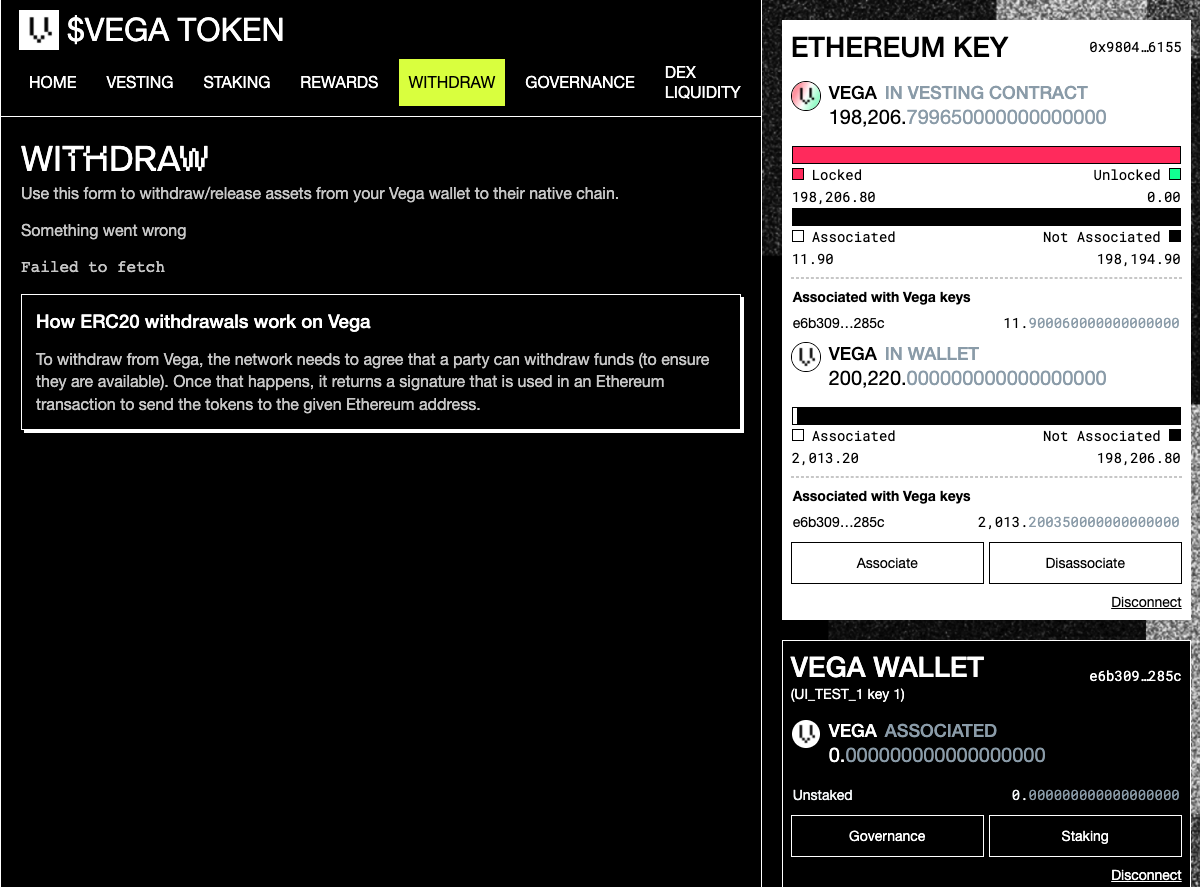 $VEGA TOKEN
HOME VESTING STAKING REWARDS WITHDRAW GOVERNANCE DEX LIQUIDITY
WITHDRAW
Use this form to withdraw/release assets from your Vega wallet to their native chain.
Something went wrong
Failed to fetch
How ERC20 withdrawals work on Vega
To withdraw from Vega, the network needs to agree that a party can withdraw funds (to ensure
they are available). Once that happens, it returns a signature that is used in an Ethereum
transaction to send the tokens to the given Ethereum address.
ETHEREUM KEY 0x9804…6155
VEGA IN VESTING CONTRACT
198,206.799650000000000000
Locked Unlocked
198,206.80 0.00
Associated Not Associated
11.90 198,194.90
Associated with Vega keys
e6b309…285c 11.900060000000000000
VEGA IN WALLET
200,220.000000000000000000
Associated Not Associated
2,013.20 198,206.80
Associated with Vega keys
e6b309…285c 2,013.200350000000000000
Associate Disassociate
Disconnect
VEGA WALLET e6b309…285c
(UI_TEST_1 key 1)
VEGA ASSOCIATED
0.000000000000000000
Unstaked 0.000000000000000000
Governance Staking
Disconnect